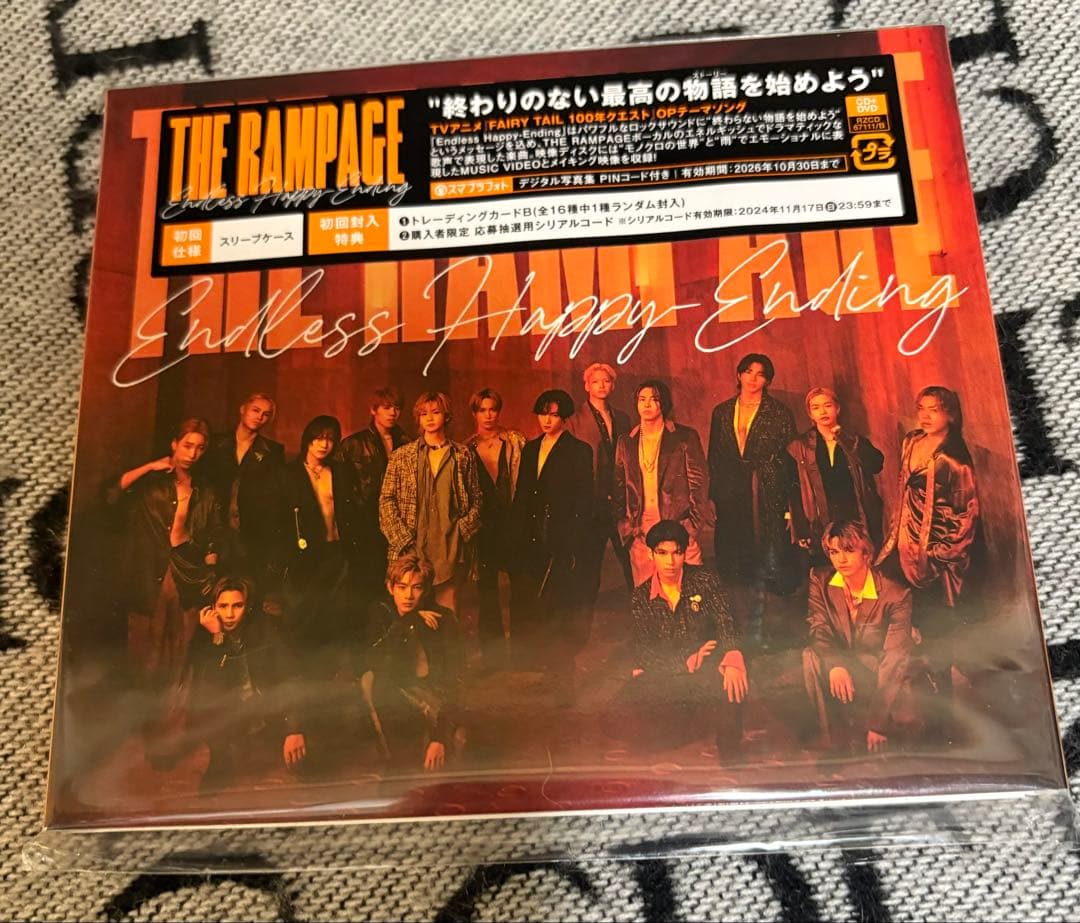 THE RAMPAGE
Endless Happy-Ending
"終わりのない最高の物語を始めよう"
ストーリー
TVアニメ『FAIRY TAIL 100年クエスト』OPテーマソング
「Endless Happy-Ending」はパワフルなロックサウンドに"終わらない物語を始めよう"
というメッセージを込め、THE RAMPAGEボーカルのエネルギッシュでドラマティックな
歌声で表現した楽曲。映像ディスクには"モノクロの世界"と"雨"でエモーショナルに表
現したMUSIC VIDEOとメイキング映像を収録!
スマプラフォト デジタル写真集 PINコード付き | 有効期間:2026年10月30日まで
CD+
DVD
RZCD
67111/B
プラ
初回
仕様
スリーブケース
初回封入
特典
❶トレーディングカードB(全16種中1種ランダム封入)
❷購入者限定 応募抽選用シリアルコード ※シリアルコード有効期限:2024年11月17日(日)23:59まで
THE RAMPAGE
Endless Happy-Ending